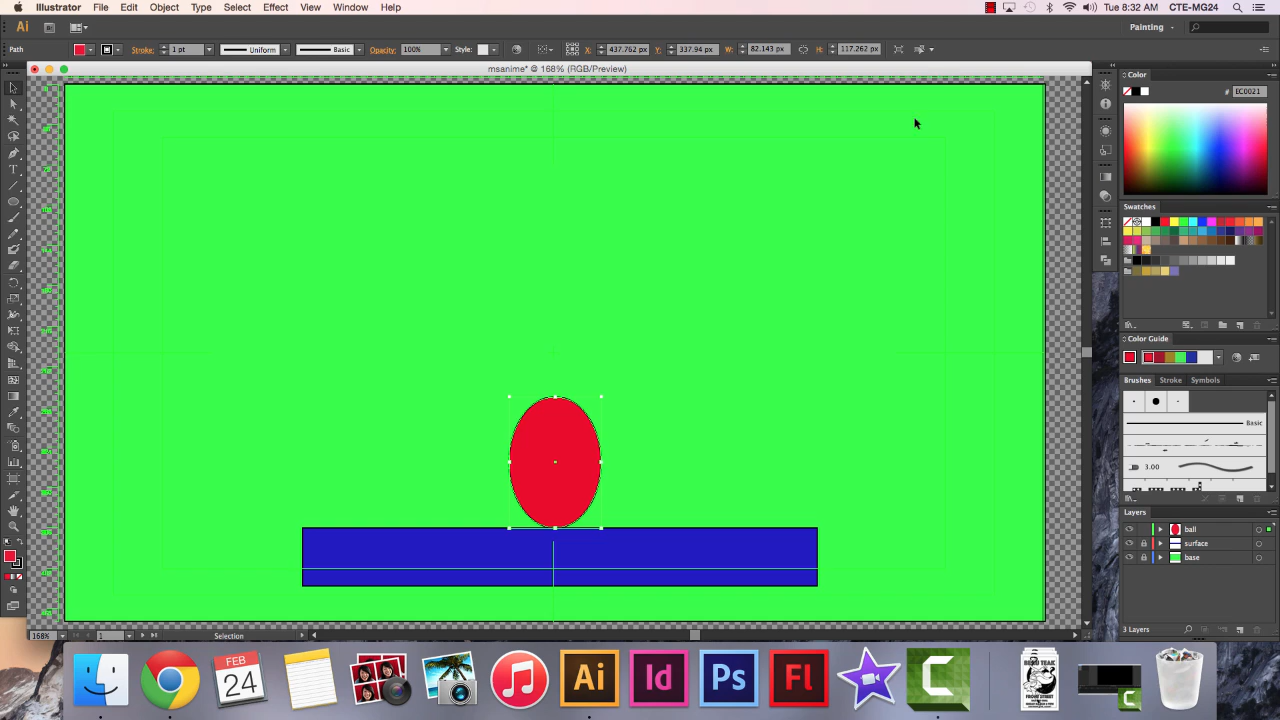 Illustrator File Edit Object Type Select Effect View Window Help Tue 8:32 AM CTE-MG24
Ai Painting
Path Stroke: 1 pt Uniform Basic Opacity: 100% Style: X: 437.762 px Y: 337.94 px W: 82.143 px H: 117.262 px
msanime* @ 168% (RGB/Preview)
Color
# EC0021
Swatches
Color Guide
Brushes Stroke Symbols
Basic
3.00
Layers
ball
surface
base
3 Layers
168% 1 Selection
FEB
24
Ai Id Ps Fl